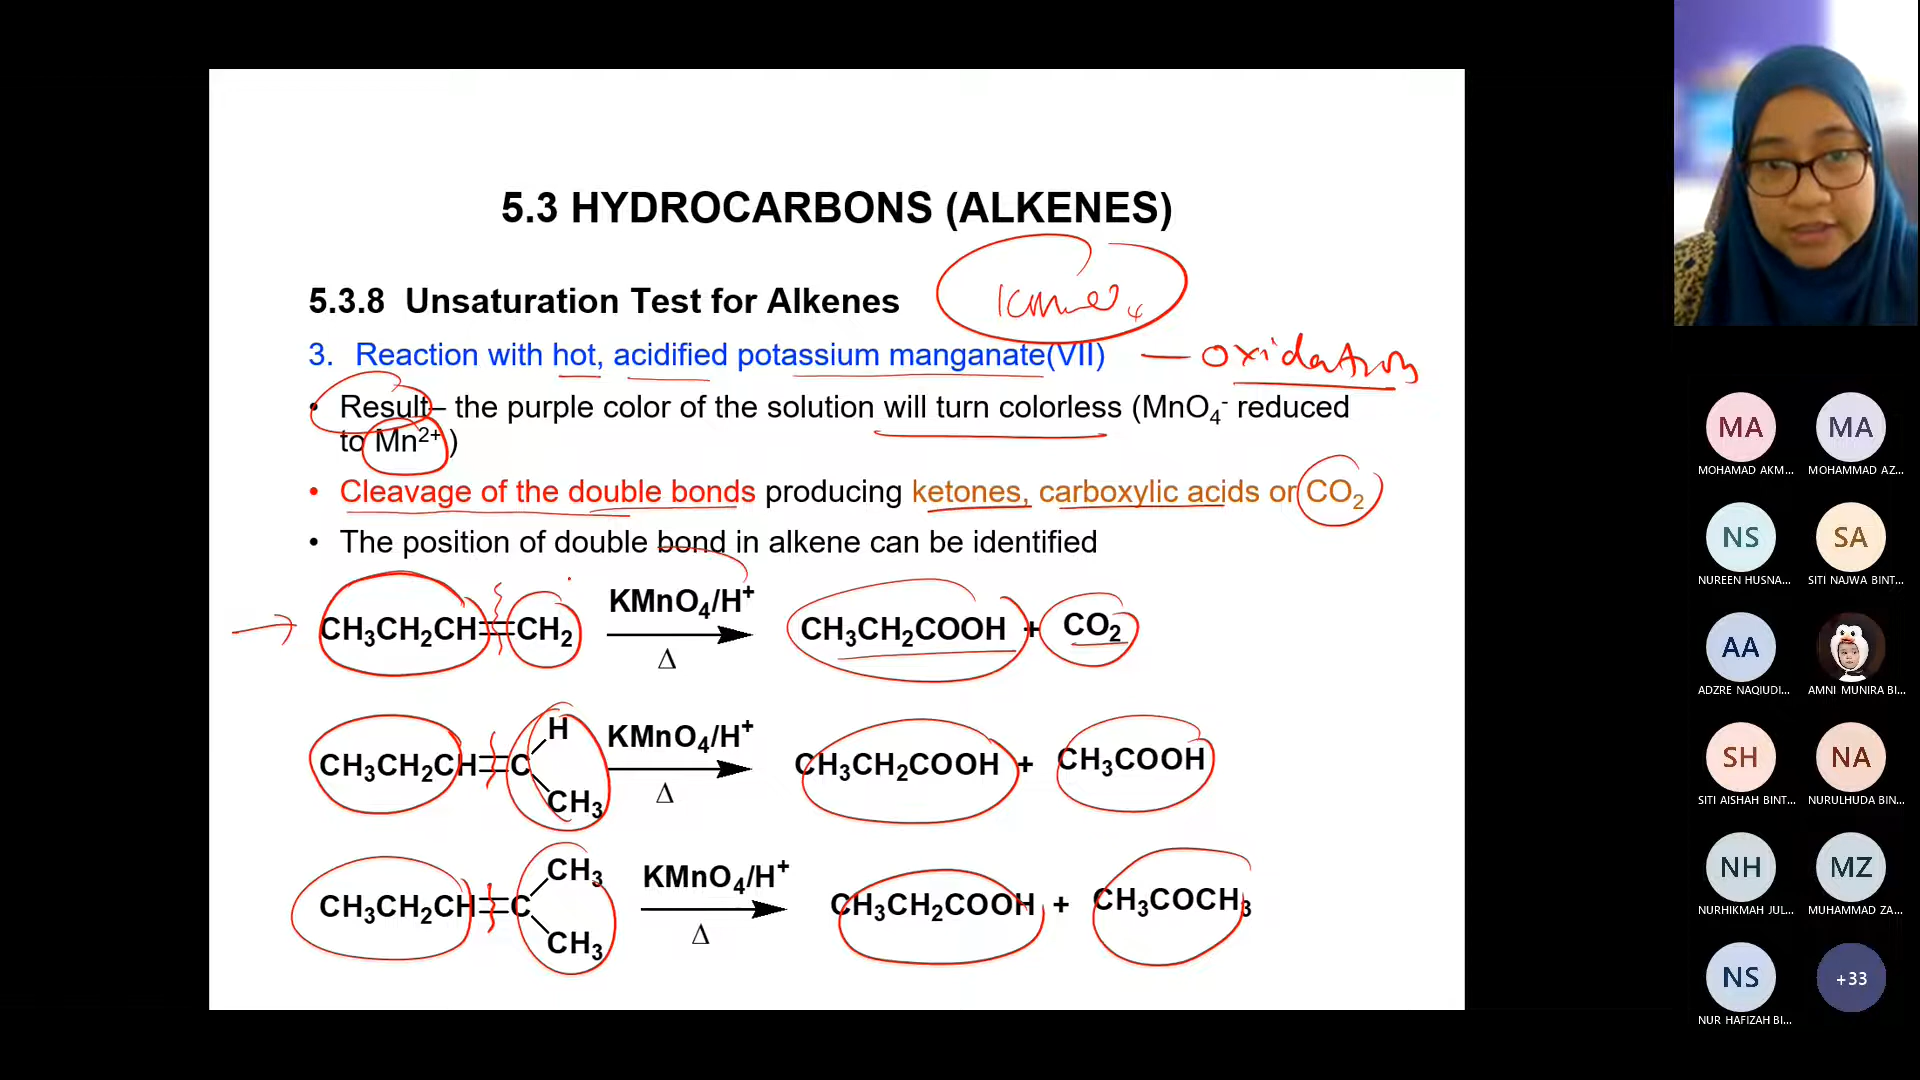 5.3 HYDROCARBONS (ALKENES)
5.3.8 Unsaturation Test for Alkenes
KMnO4
3. Reaction with hot, acidified potassium manganate(VII) — oxidation
• Result– the purple color of the solution will turn colorless (MnO₄⁻ reduced
to Mn²⁺ )
• Cleavage of the double bonds producing ketones, carboxylic acids or CO₂
• The position of double bond in alkene can be identified
CH₃CH₂CH=CH₂ KMnO₄/H⁺ CH₃CH₂COOH + CO₂
Δ
H
CH₃CH₂CH=C KMnO₄/H⁺ CH₃CH₂COOH + CH₃COOH
Δ
CH₃
CH₃
CH₃CH₂CH=C KMnO₄/H⁺ CH₃CH₂COOH + CH₃COCH₃
Δ
CH₃
MA MA
MOHAMAD AKM... MOHAMMAD AZ...
NS SA
NUREEN HUSNA... SITI NAJWA BINT...
AA
ADZRE NAQIUDI... AMNI MUNIRA BI...
SH NA
SITI AISHAH BINT... NURULHUDA BIN...
NH MZ
NURHIKMAH JUL... MUHAMMAD ZA...
NS +33
NUR HAFIZAH BI...